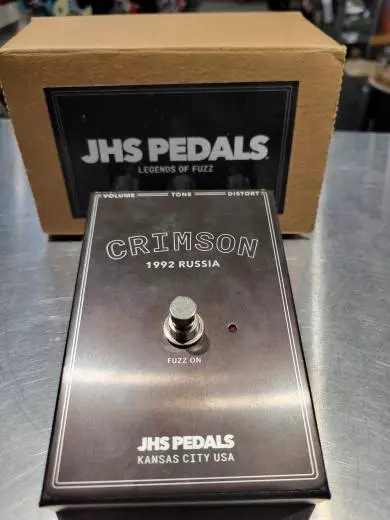 JHS PEDALS
LEGENDS OF FUZZ
VOLUME TONE DISTORT
CRIMSON
1992 RUSSIA
FUZZ ON
JHS PEDALS
KANSAS CITY USA